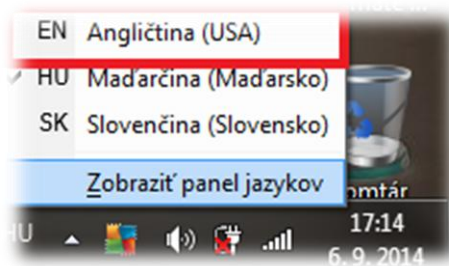 EN Angličtina (USA)
HU Maďarčina (Maďarsko)
SK Slovenčina (Slovensko)
Zobraziť panel jazykov
HU
17:14
6. 9. 2014